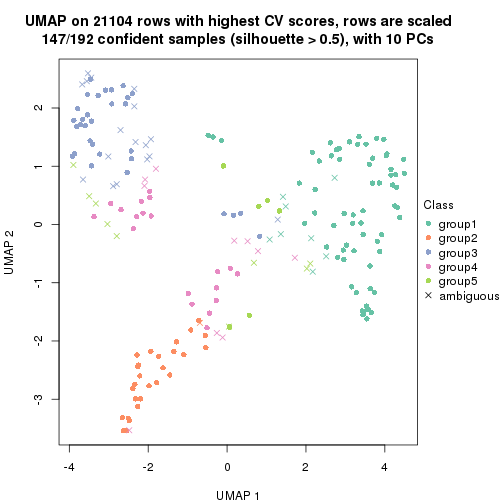 UMAP on 21104 rows with highest CV scores, rows are scaled
147/192 confident samples (silhouette > 0.5), with 10 PCs
2
1
0
-1
-2
-3
UMAP 2
-4
-2
0
2
4
UMAP 1
Class
group1
group2
group3
group4
group5
ambiguous